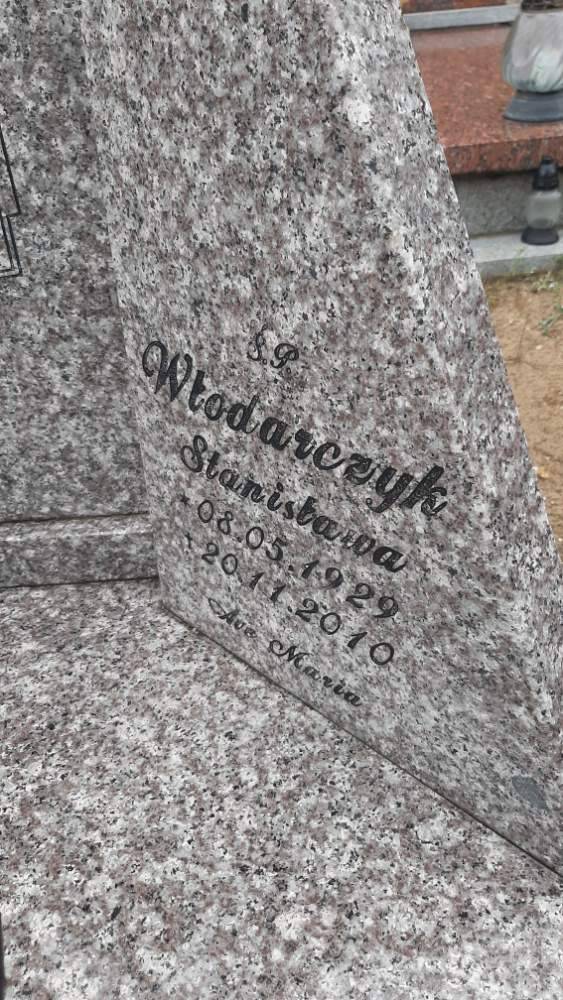 Ś.P.
Włodarczyk
Stanisława
* 08.05.1929
† 20.11.2010
Ave Maria